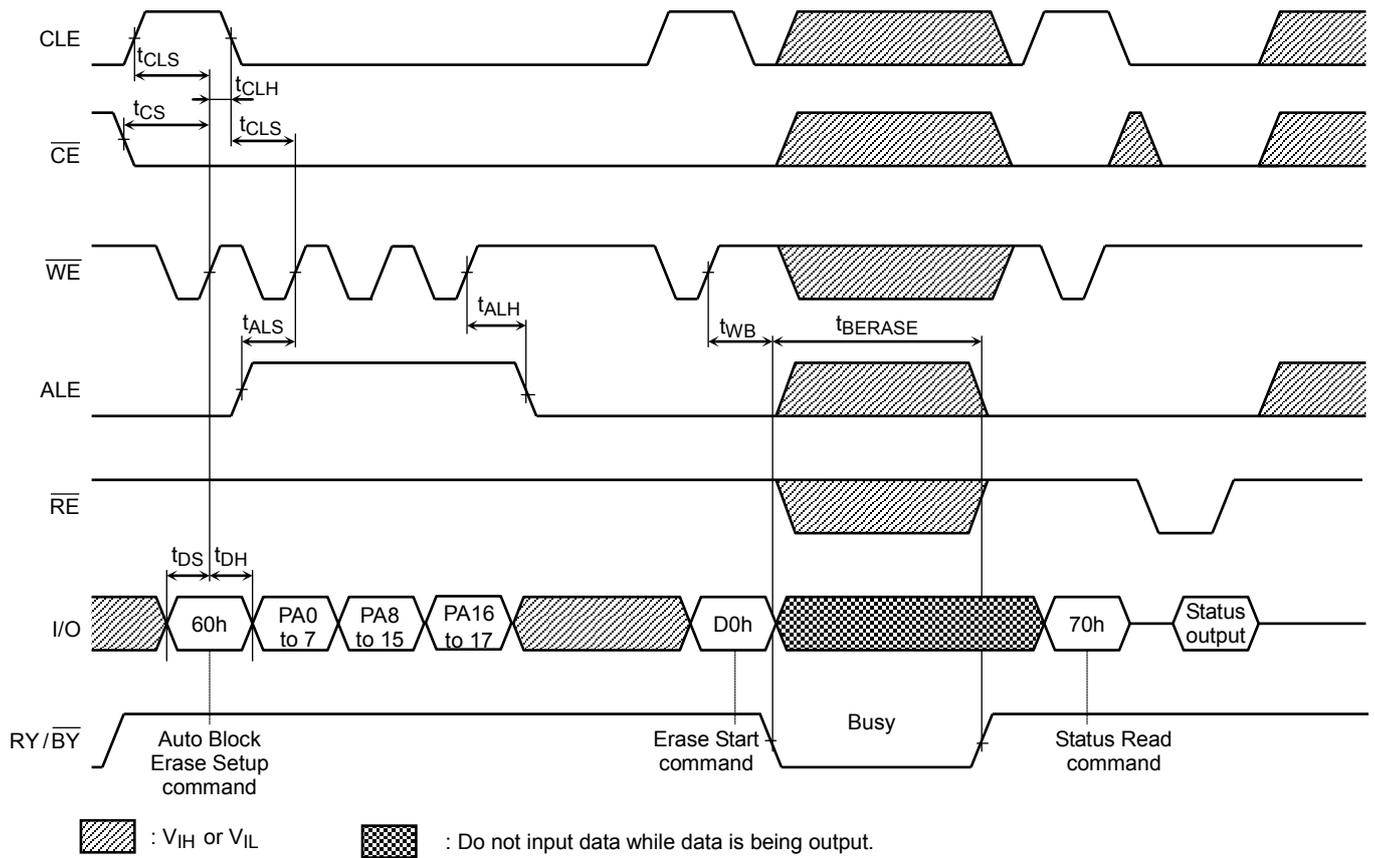 CLE
tCLS
tCLH
tCS
tCLS
CE
WE
tALH
tALS
tWB
tBERASE
ALE
RE
tDS
tDH
I/O
60h
PA0
to 7
PA8
to 15
PA16
to 17
D0h
70h
Status
output
RY/BY
Busy
Auto Block
Erase Setup
command
Erase Start
command
Status Read
command
: VIH or VIL
: Do not input data while data is being output.